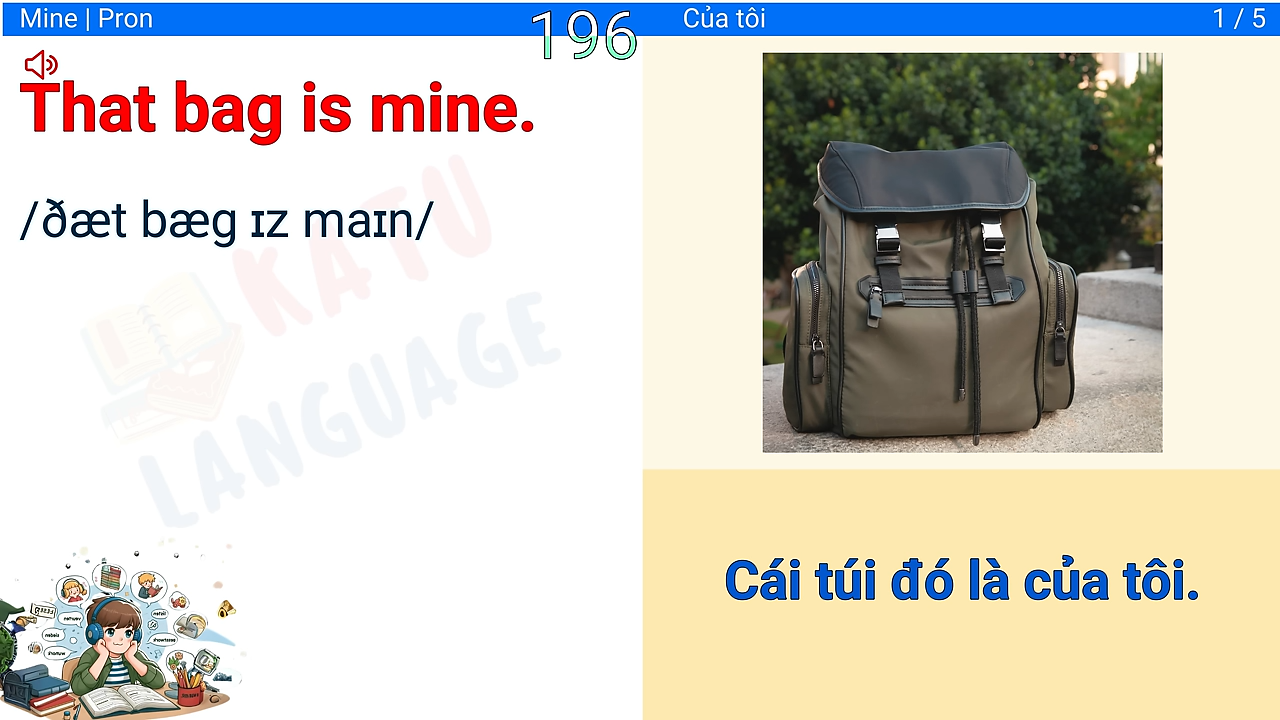 Mine | Pron
196
Của tôi
1 / 5
That bag is mine.
/ðæt bæg ɪz maɪn/
KATU
LANGUAGE
Cái túi đó là của tôi.